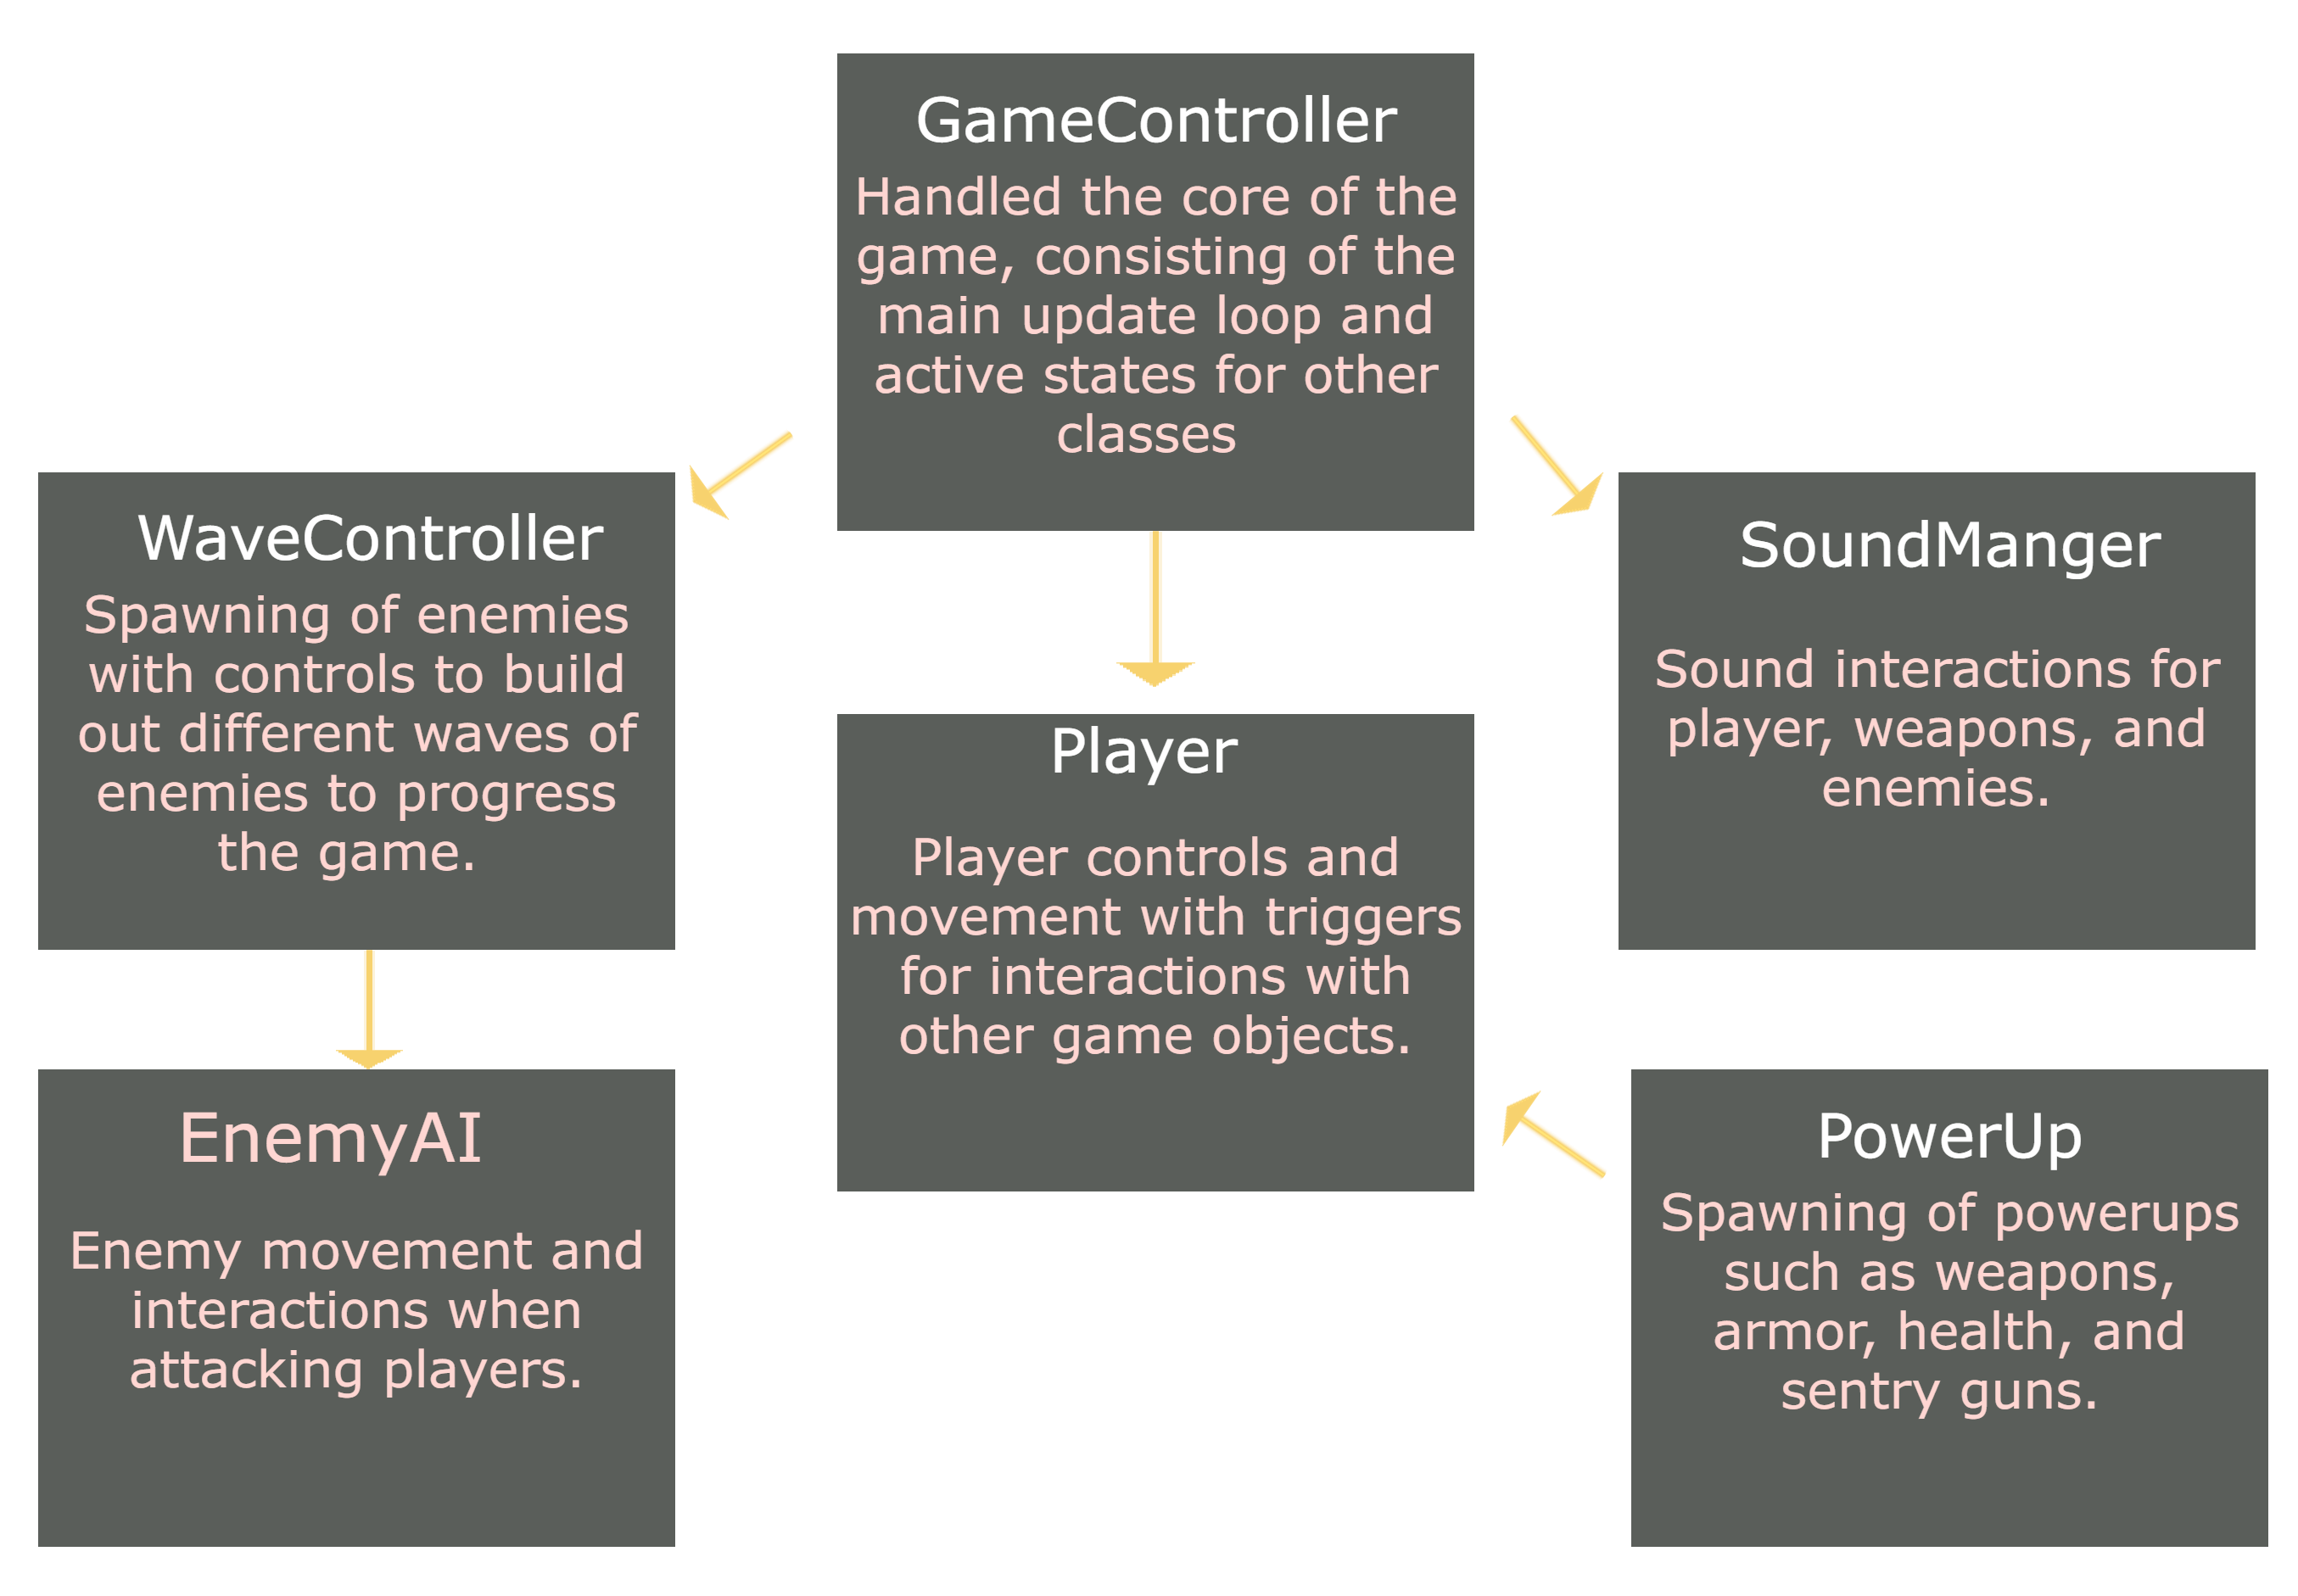 GameController
Handled the core of the
game, consisting of the
main update loop and
active states for other
classes
WaveController
Spawning of enemies
with controls to build
out different waves of
enemies to progress
the game.
SoundManger
Sound interactions for
player, weapons, and
enemies.
Player
Player controls and
movement with triggers
for interactions with
other game objects.
EnemyAI
Enemy movement and
interactions when
attacking players.
PowerUp
Spawning of powerups
such as weapons,
armor, health, and
sentry guns.